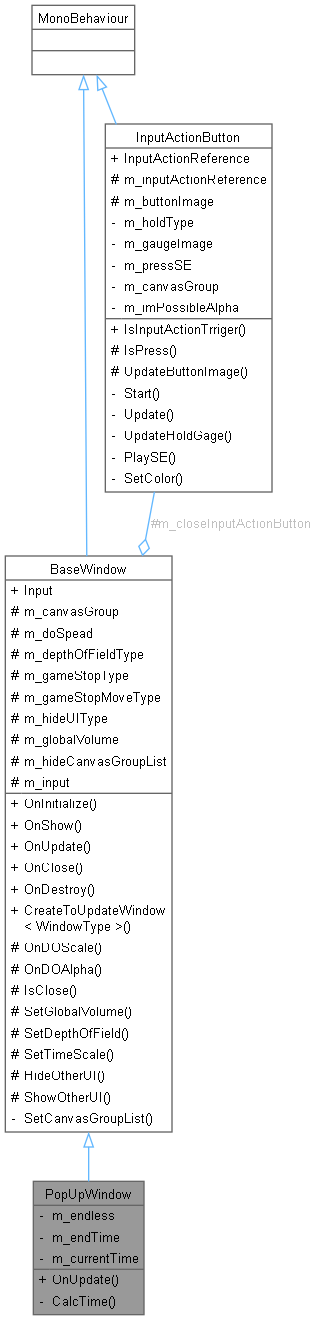 MonoBehaviour
InputActionButton
+ InputActionReference
# m_inputActionReference
# m_buttonImage
- m_holdType
- m_gaugeImage
- m_pressSE
- m_canvasGroup
- m_imPossibleAlpha
+ IsInputActionTrriger()
# IsPress()
# UpdateButtonImage()
- Start()
- Update()
- UpdateHoldGage()
- PlaySE()
- SetColor()
#m_closeInputActionButton
BaseWindow
+ Input
# m_canvasGroup
# m_doSpead
# m_depthOfFieldType
# m_gameStopType
# m_gameStopMoveType
# m_hideUIType
# m_globalVolume
# m_hideCanvasGroupList
# m_input
+ OnInitialize()
+ OnShow()
+ OnUpdate()
+ OnClose()
+ OnDestroy()
+ CreateToUpdateWindow
< WindowType >()
# OnDOScale()
# OnDOAlpha()
# IsClose()
# SetGlobalVolume()
# SetDepthOfField()
# SetTimeScale()
# HideOtherUI()
# ShowOtherUI()
- SetCanvasGroupList()
PopUpWindow
- m_endless
- m_endTime
- m_currentTime
+ OnUpdate()
- CalcTime()